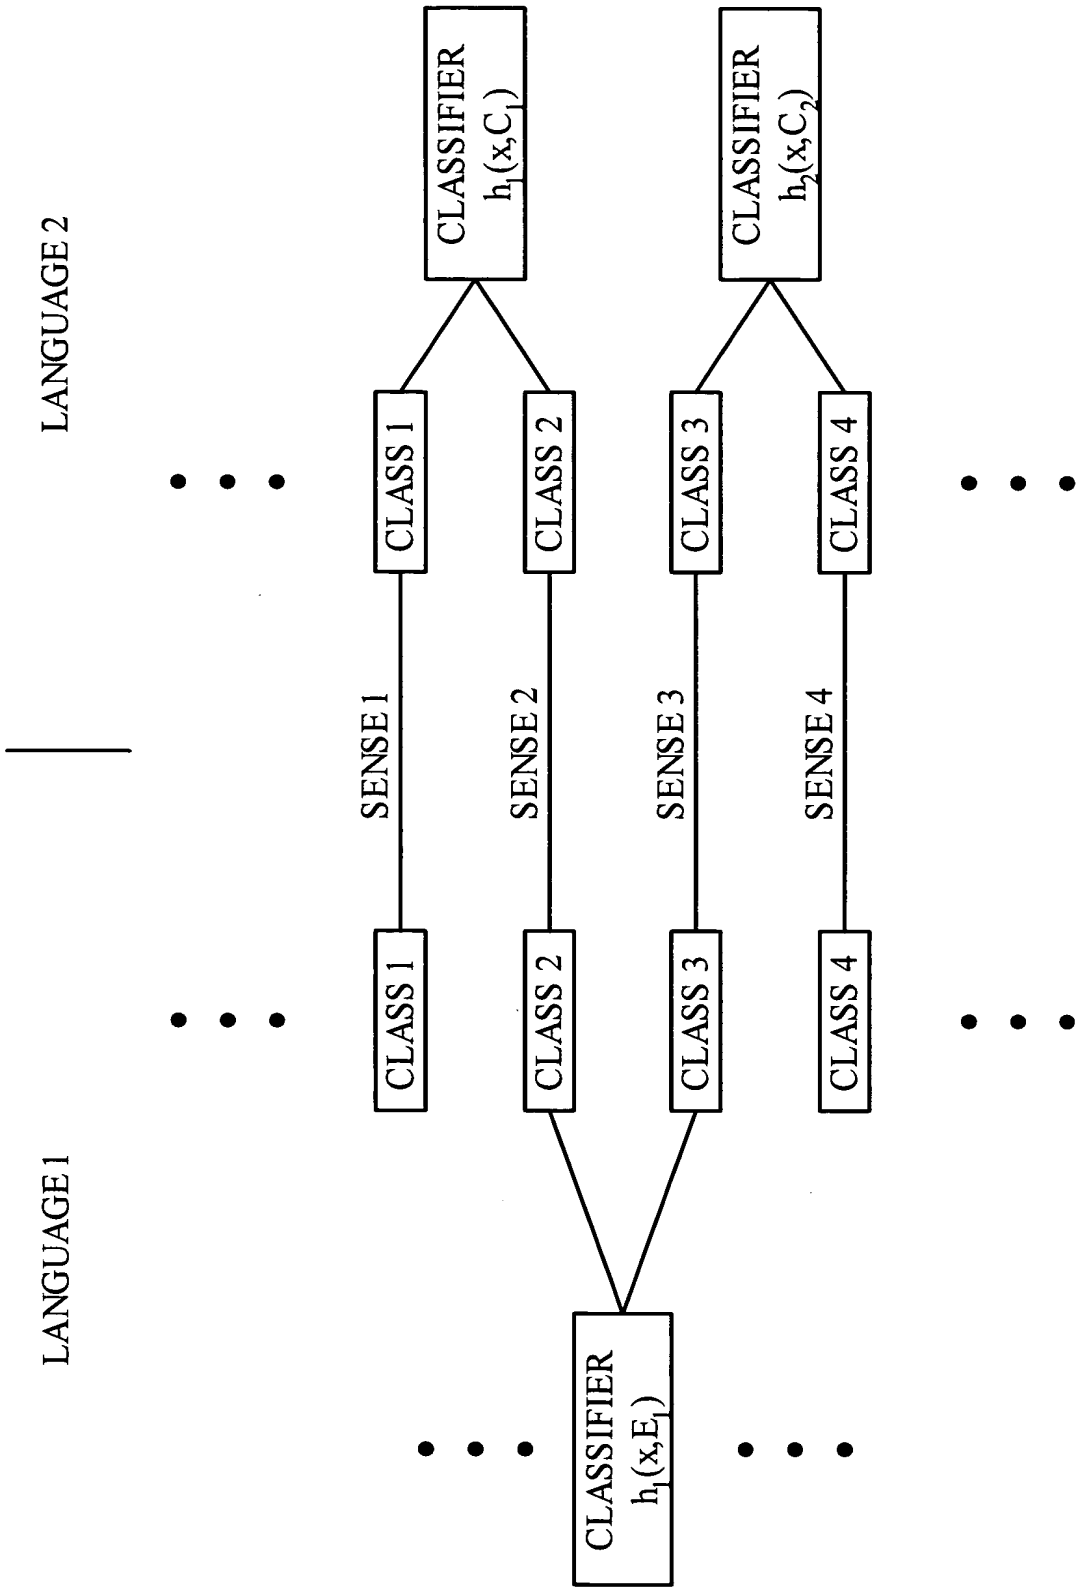 LANGUAGE 1
LANGUAGE 2
CLASS 1
SENSE 1
CLASS 1
CLASSIFIER
h₁(x,C₁)
CLASS 2
SENSE 2
CLASS 2
CLASSIFIER
h₁(x,E₁)
CLASS 3
SENSE 3
CLASS 3
CLASSIFIER
h₂(x,C₂)
CLASS 4
SENSE 4
CLASS 4